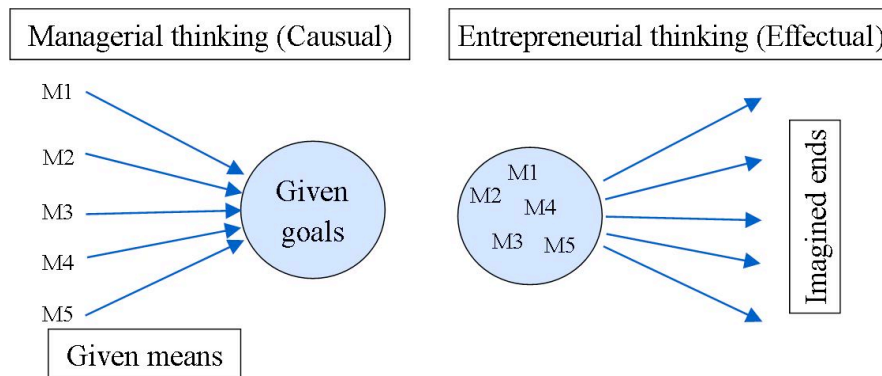 Managerial thinking (Causual)
Entrepreneurial thinking (Effectual)
M1
M2
M3
M4
M5
Given
goals
Given means
M1
M2
M4
M3
M5
Imagined ends